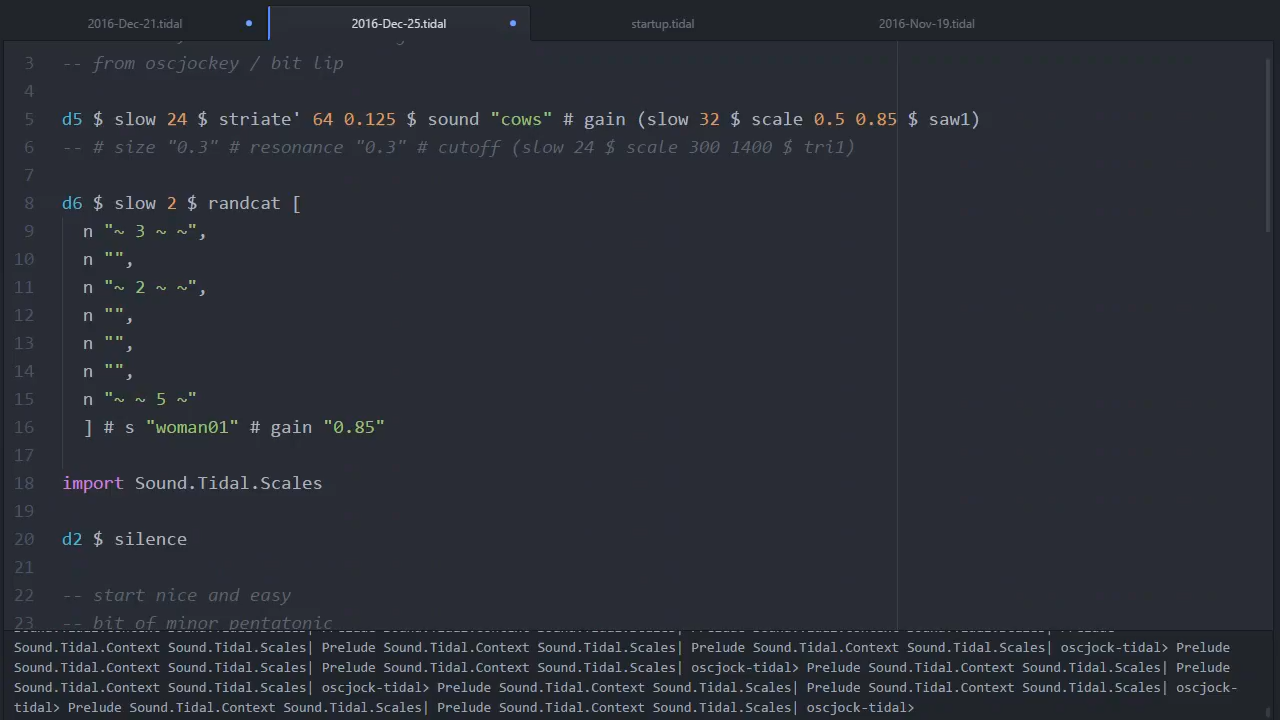 2016-Dec-21.tidal 2016-Dec-25.tidal startup.tidal 2016-Nov-19.tidal
3 -- from oscjockey / bit lip
4
5 d5 $ slow 24 $ striate' 64 0.125 $ sound "cows" # gain (slow 32 $ scale 0.5 0.85 $ saw1)
6 -- # size "0.3" # resonance "0.3" # cutoff (slow 24 $ scale 300 1400 $ tri1)
7
8 d6 $ slow 2 $ randcat [
9 n "~ 3 ~ ~",
10 n "",
11 n "~ 2 ~ ~",
12 n "",
13 n "",
14 n "",
15 n "~ ~ 5 ~"
16 ] # s "woman01" # gain "0.85"
17
18 import Sound.Tidal.Scales
19
20 d2 $ silence
21
22 -- start nice and easy
23 -- bit of minor pentatonic
Sound.Tidal.Context Sound.Tidal.Scales| Prelude Sound.Tidal.Context Sound.Tidal.Scales| Prelude Sound.Tidal.Context Sound.Tidal.Scales| oscjock-tidal> Prelude
Sound.Tidal.Context Sound.Tidal.Scales| Prelude Sound.Tidal.Context Sound.Tidal.Scales| oscjock-tidal> Prelude Sound.Tidal.Context Sound.Tidal.Scales| Prelude
Sound.Tidal.Context Sound.Tidal.Scales| oscjock-tidal> Prelude Sound.Tidal.Context Sound.Tidal.Scales| Prelude Sound.Tidal.Context Sound.Tidal.Scales| oscjock-
tidal> Prelude Sound.Tidal.Context Sound.Tidal.Scales| Prelude Sound.Tidal.Context Sound.Tidal.Scales| oscjock-tidal>